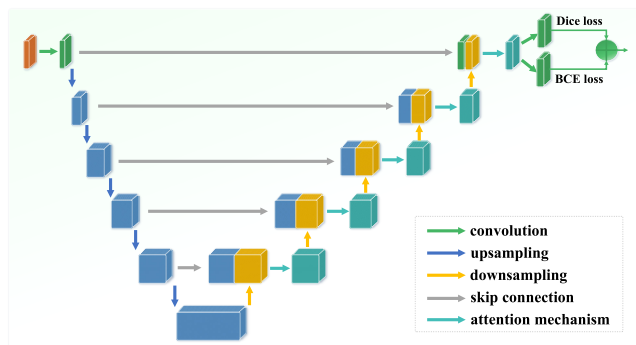 Dice loss
BCE loss
convolution
upsampling
downsampling
skip connection
attention mechanism